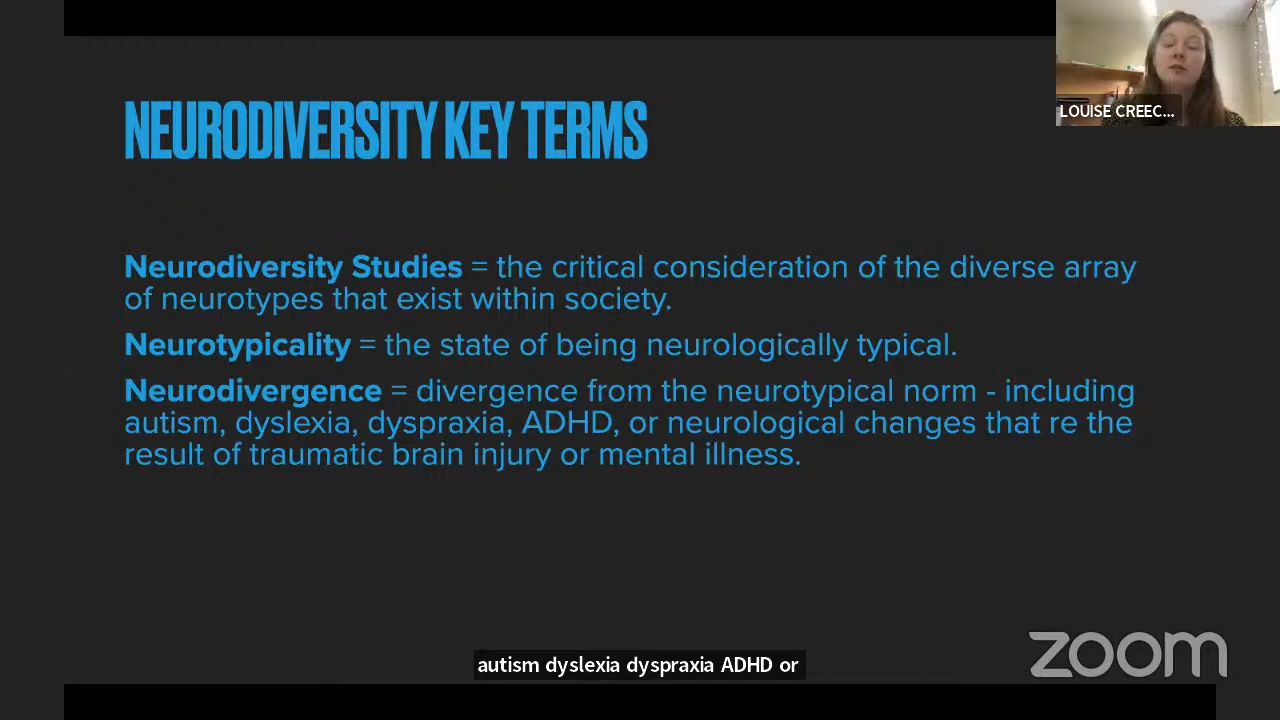 LOUISE CREEC...
NEURODIVERSITY KEY TERMS
Neurodiversity Studies = the critical consideration of the diverse array
of neurotypes that exist within society.
Neurotypicality = the state of being neurologically typical.
Neurodivergence = divergence from the neurotypical norm - including
autism, dyslexia, dyspraxia, ADHD, or neurological changes that re the
result of traumatic brain injury or mental illness.
autism dyslexia dyspraxia ADHD or
zoom